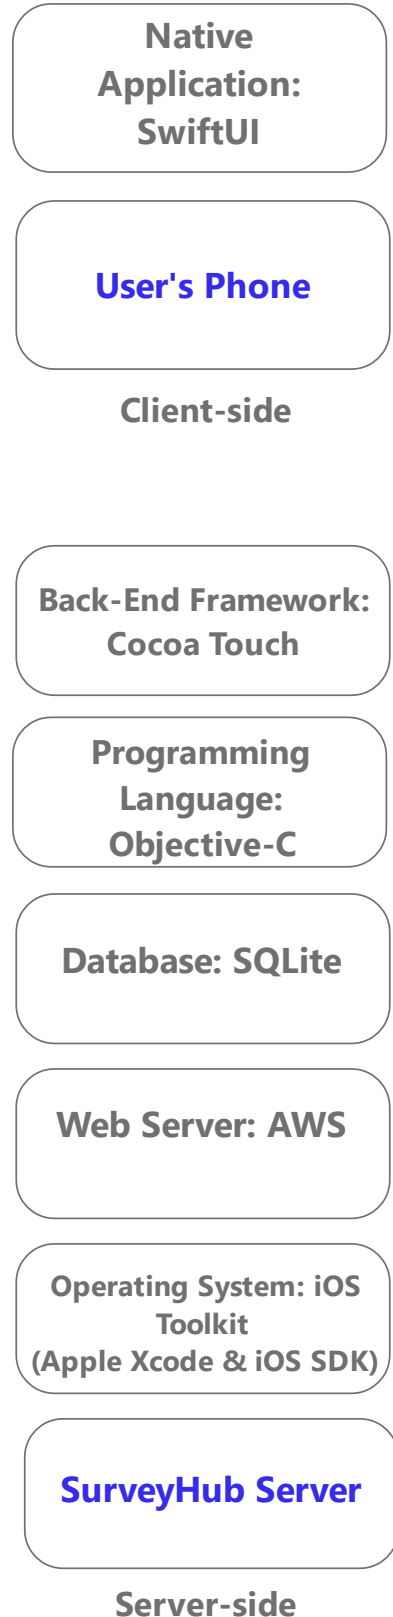 Native
Application:
SwiftUI
User's Phone
Client-side
Back-End Framework:
Cocoa Touch
Programming
Language:
Objective-C
Database: SQLite
Web Server: AWS
Operating System: iOS
Toolkit
(Apple Xcode & iOS SDK)
SurveyHub Server
Server-side